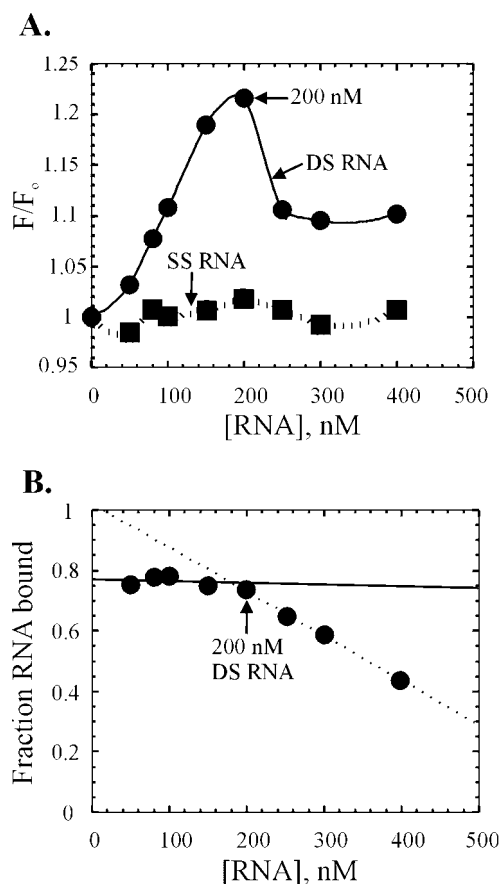 A.
1.25
1.2
1.15
1.1
1.05
1
0.95
F/Fo
200 nM
DS RNA
SS RNA
0 100 200 300 400 500
[RNA], nM
B.
1
0.8
0.6
0.4
0.2
0
Fraction RNA bound
200 nM
DS RNA
0 100 200 300 400 500
[RNA], nM